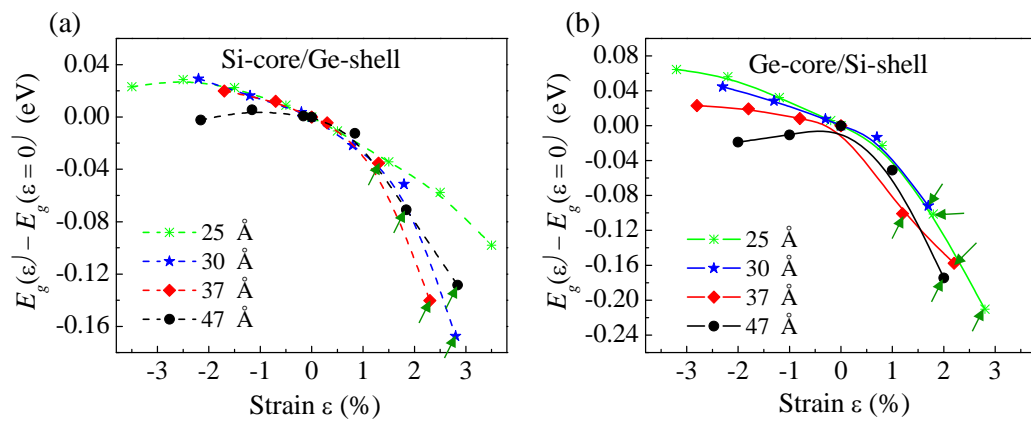 (a)
Si-core/Ge-shell
E_g(ε) − E_g(ε = 0) (eV)
0.04
0.00
-0.04
-0.08
-0.12
-0.16
25 Å
30 Å
37 Å
47 Å
-3 -2 -1 0 1 2 3
Strain ε (%)
(b)
Ge-core/Si-shell
E_g(ε) − E_g(ε = 0) (eV)
0.08
0.04
0.00
-0.04
-0.08
-0.12
-0.16
-0.20
-0.24
25 Å
30 Å
37 Å
47 Å
-3 -2 -1 0 1 2 3
Strain ε (%)